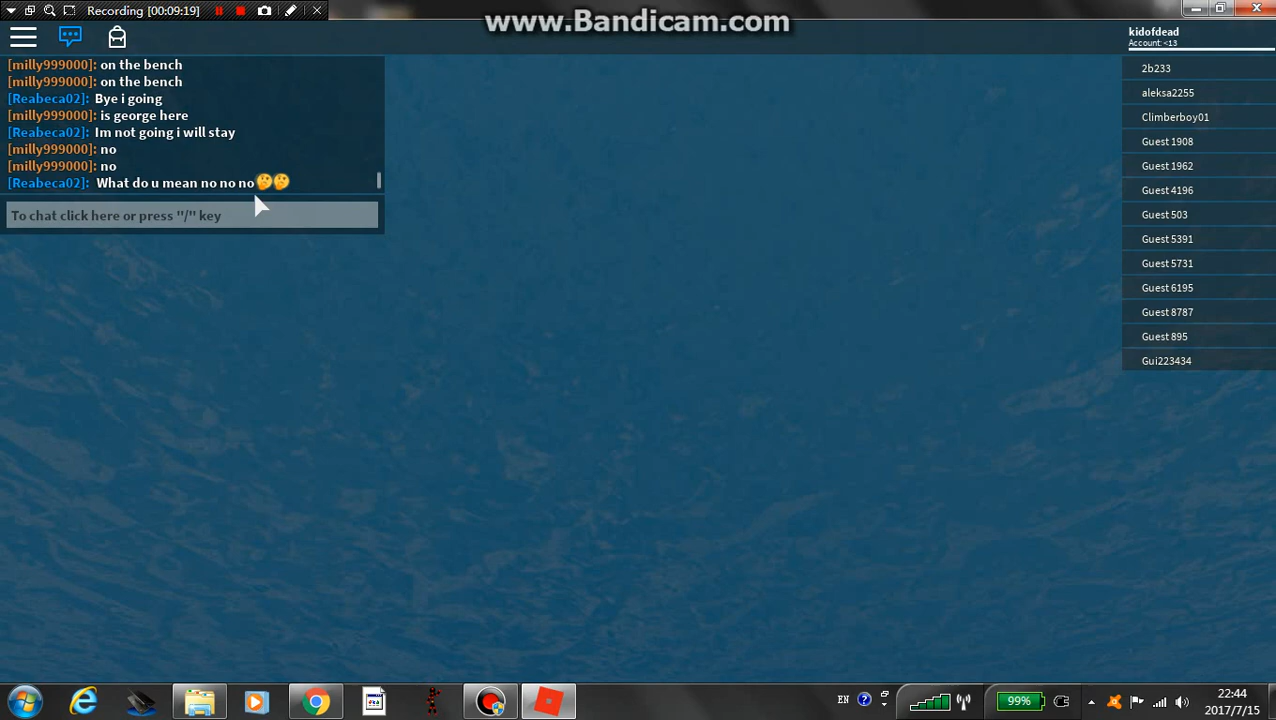 Recording [00:09:19]
www.Bandicam.com
kidofdead
Account: <13
[milly999000]: on the bench
[milly999000]: on the bench
[Reabeca02]: Bye i going
[milly999000]: is george here
[Reabeca02]: Im not going i will stay
[milly999000]: no
[milly999000]: no
[Reabeca02]: What do u mean no no no🤔🤔
To chat click here or press "/" key
2b233
aleksa2255
Climberboy01
Guest 1908
Guest 1962
Guest 4196
Guest 503
Guest 5391
Guest 5731
Guest 6195
Guest 8787
Guest 895
Gui223434
EN
99%
22:44
2017/7/15